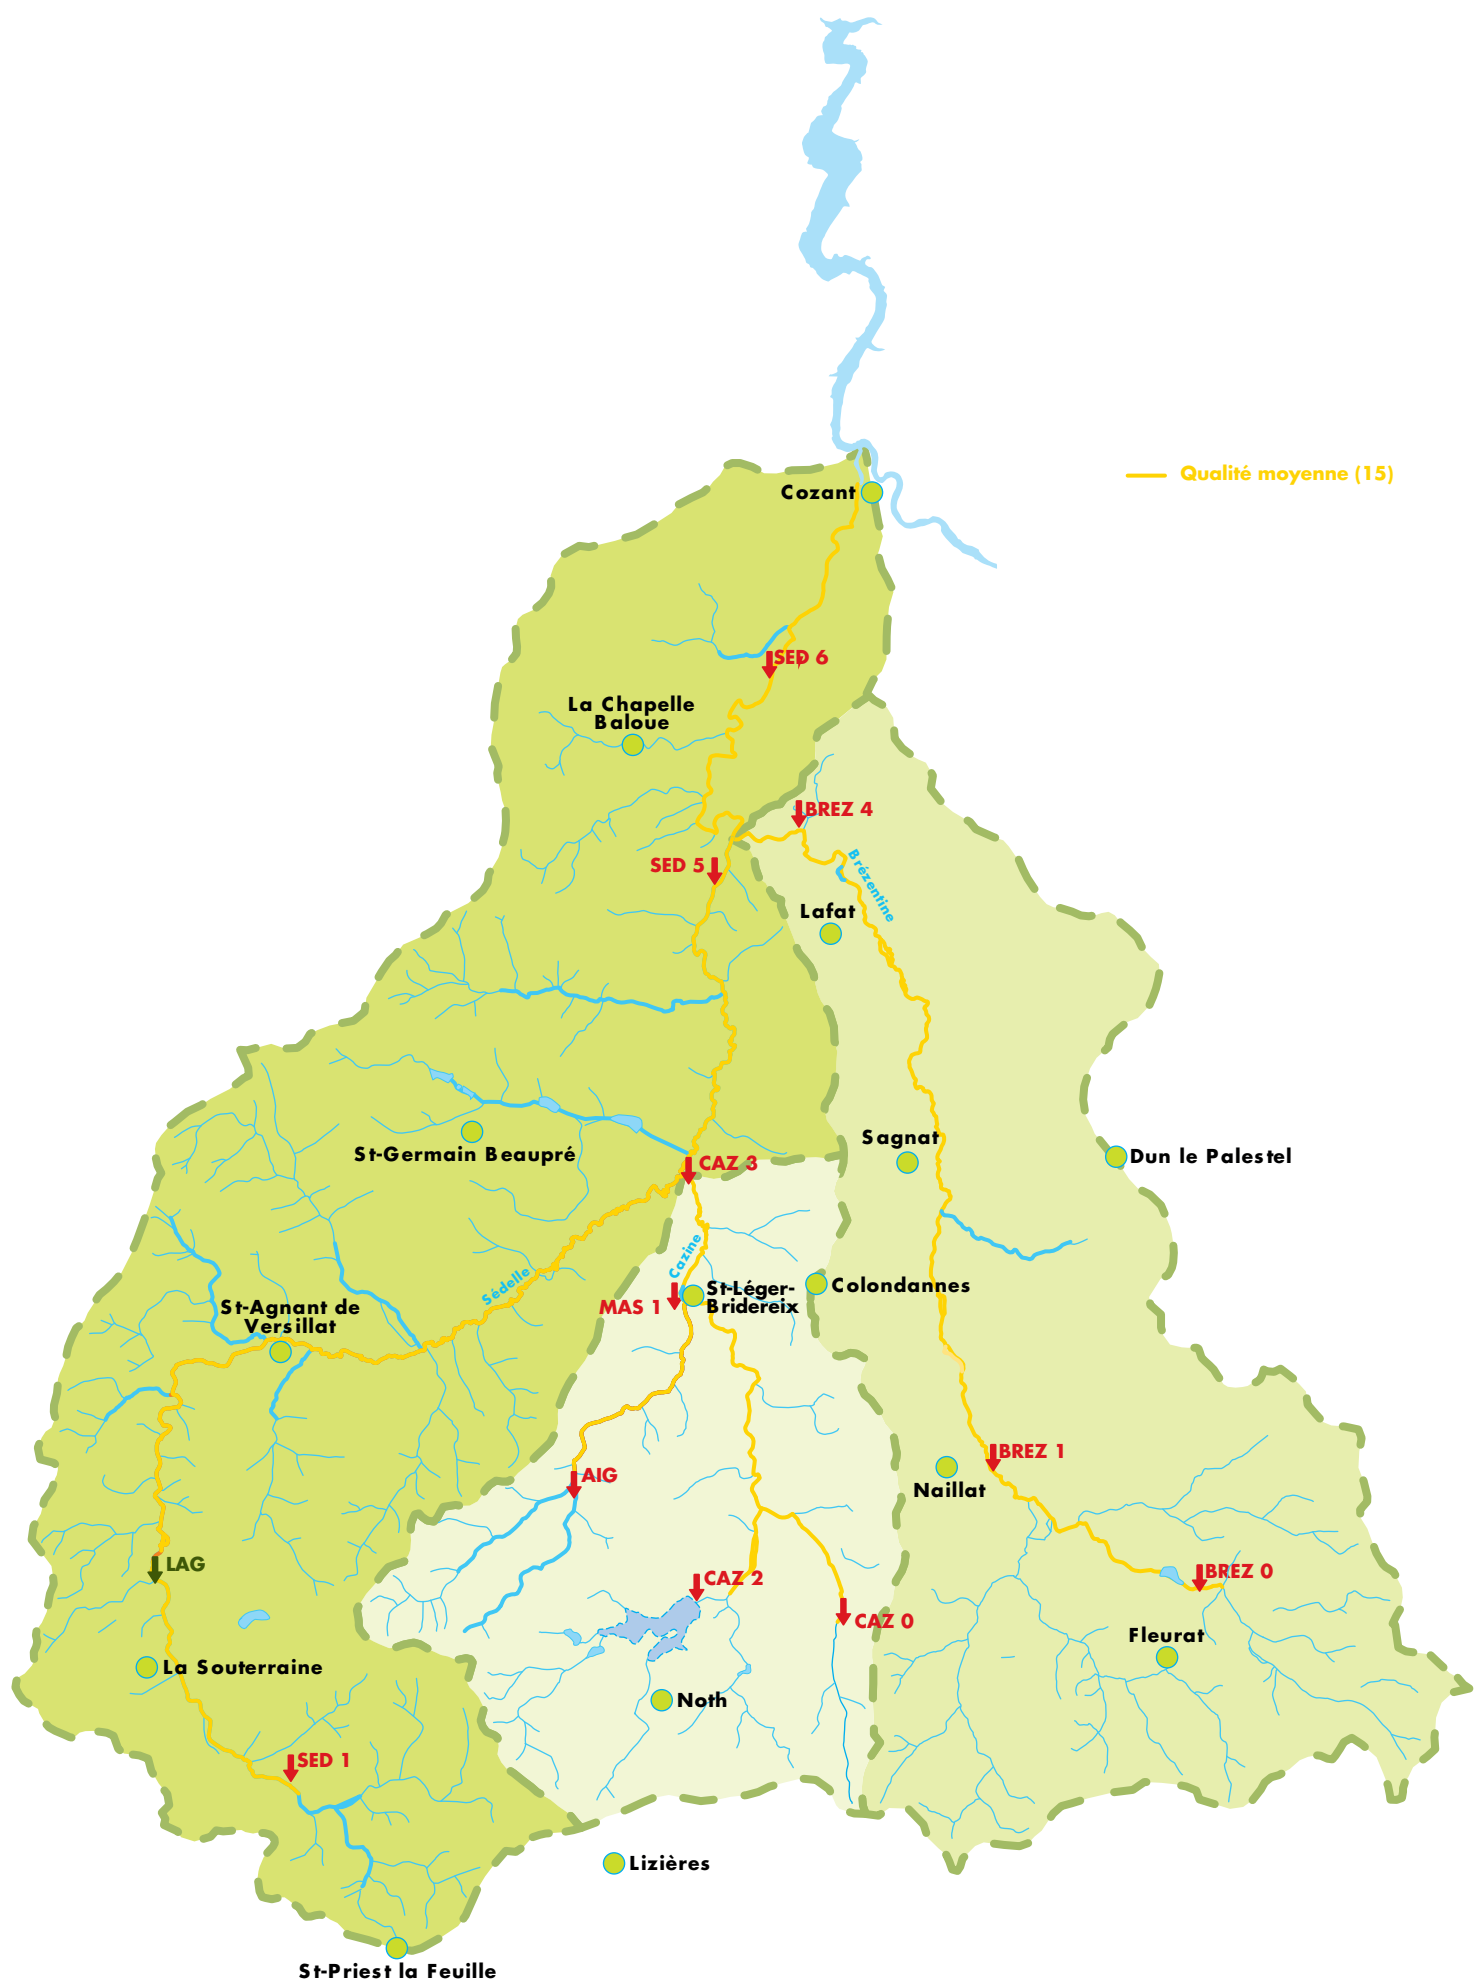 Qualité moyenne (15)
Cozant
SED 6
La Chapelle
Baloue
BREZ 4
SED 5
Brézentine
Lafat
Sagnat
St-Germain Beaupré
Dun le Palestel
CAZ 3
Cazine
Sédelle
Colondannes
St-Léger-
Bridereix
MAS 1
St-Agnant de
Versillat
BREZ 1
AIG
Naillat
LAG
CAZ 2
BREZ 0
CAZ 0
Fleurat
La Souterraine
Noth
SED 1
Lizières
St-Priest la Feuille